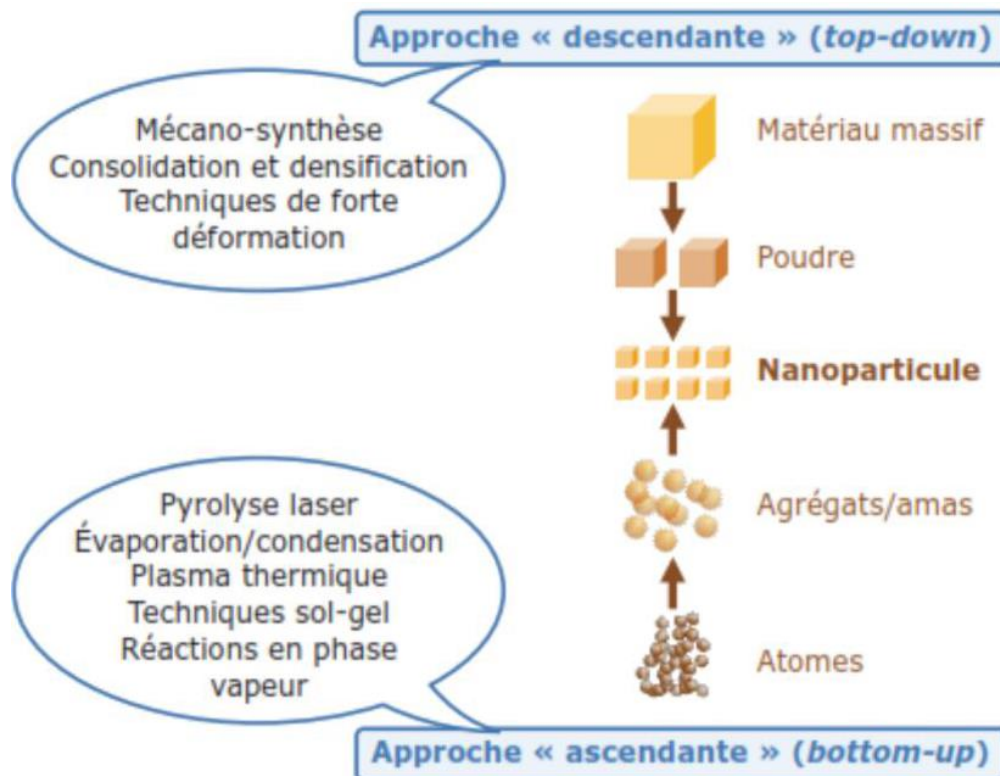 Approche « descendante » (top-down)
Mécano-synthèse
Consolidation et densification
Techniques de forte
déformation
Matériau massif
Poudre
Nanoparticule
Agrégats/amas
Atomes
Pyrolyse laser
Évaporation/condensation
Plasma thermique
Techniques sol-gel
Réactions en phase
vapeur
Approche « ascendante » (bottom-up)